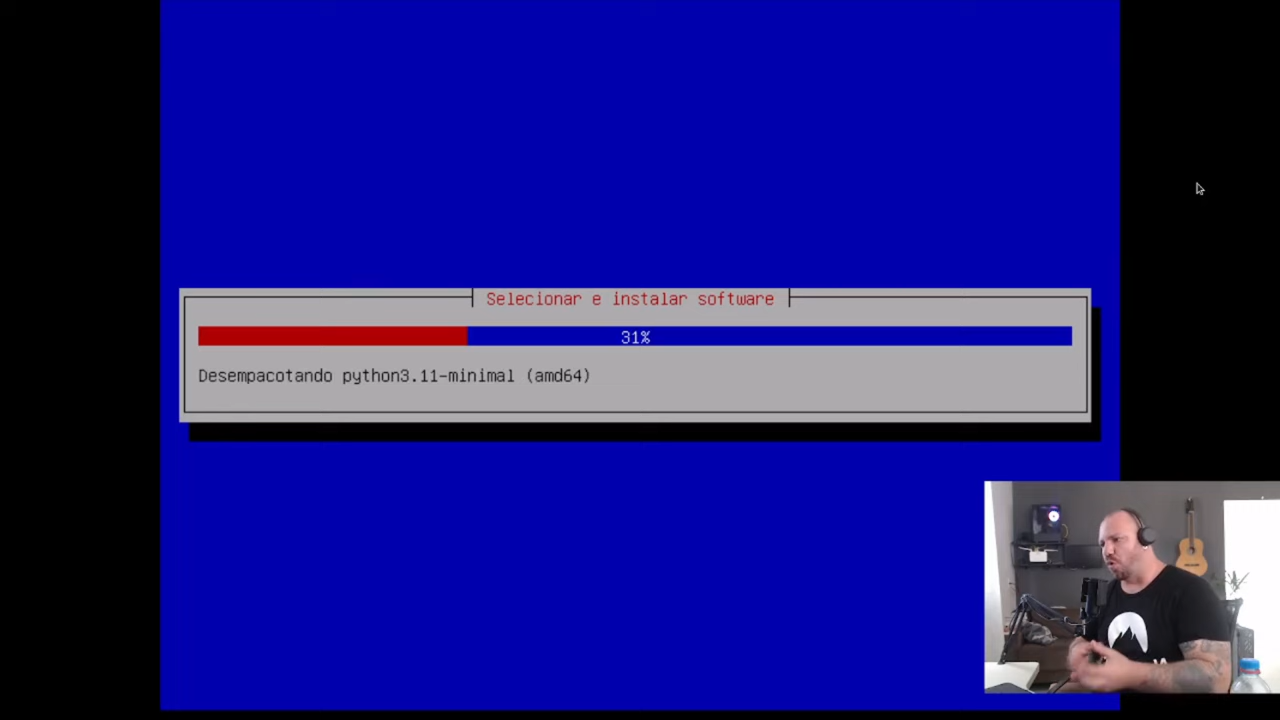 Selecionar e instalar software
31%
Desempacotando python3.11-minimal (amd64)